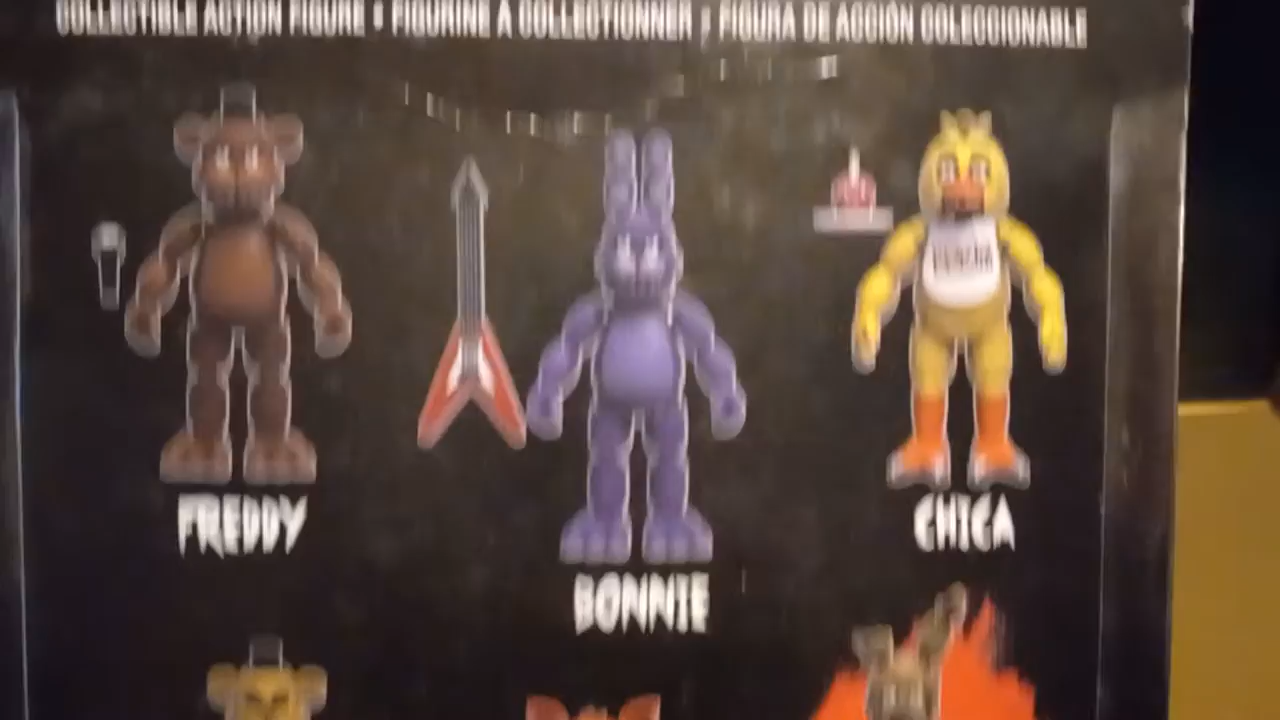 COLLECTIBLE ACTION FIGURE • FIGURINE À COLLECTIONNER • FIGURA DE ACCIÓN COLECCIONABLE
FREDDY
BONNIE
CHICA